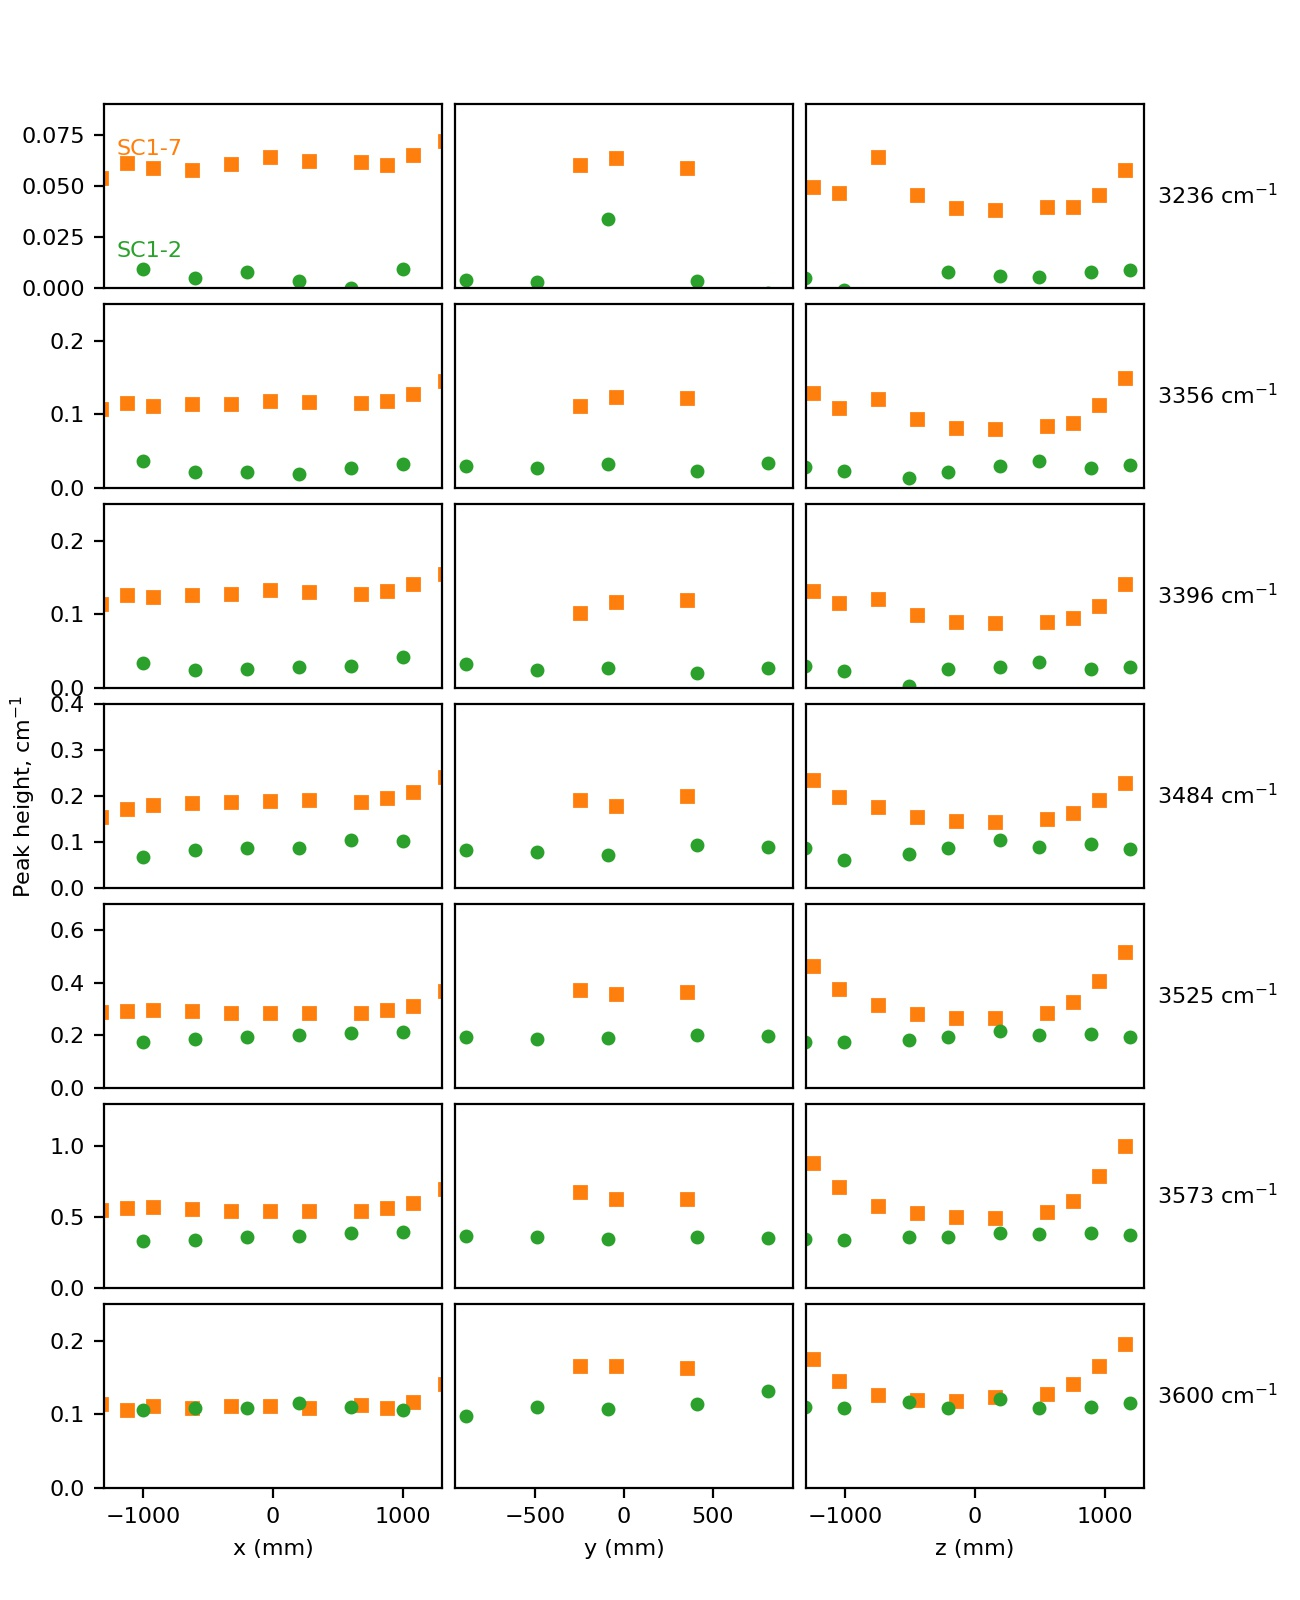 0.075
0.050
0.025
0.000
SC1-7
SC1-2
3236 cm⁻¹
0.2
0.1
0.0
3356 cm⁻¹
0.2
0.1
0.0
3396 cm⁻¹
Peak height, cm⁻¹
0.4
0.3
0.2
0.1
0.0
3484 cm⁻¹
0.6
0.4
0.2
0.0
3525 cm⁻¹
1.0
0.5
0.0
3573 cm⁻¹
0.2
0.1
0.0
3600 cm⁻¹
−1000 0 1000
−500 0 500
−1000 0 1000
x (mm)
y (mm)
z (mm)